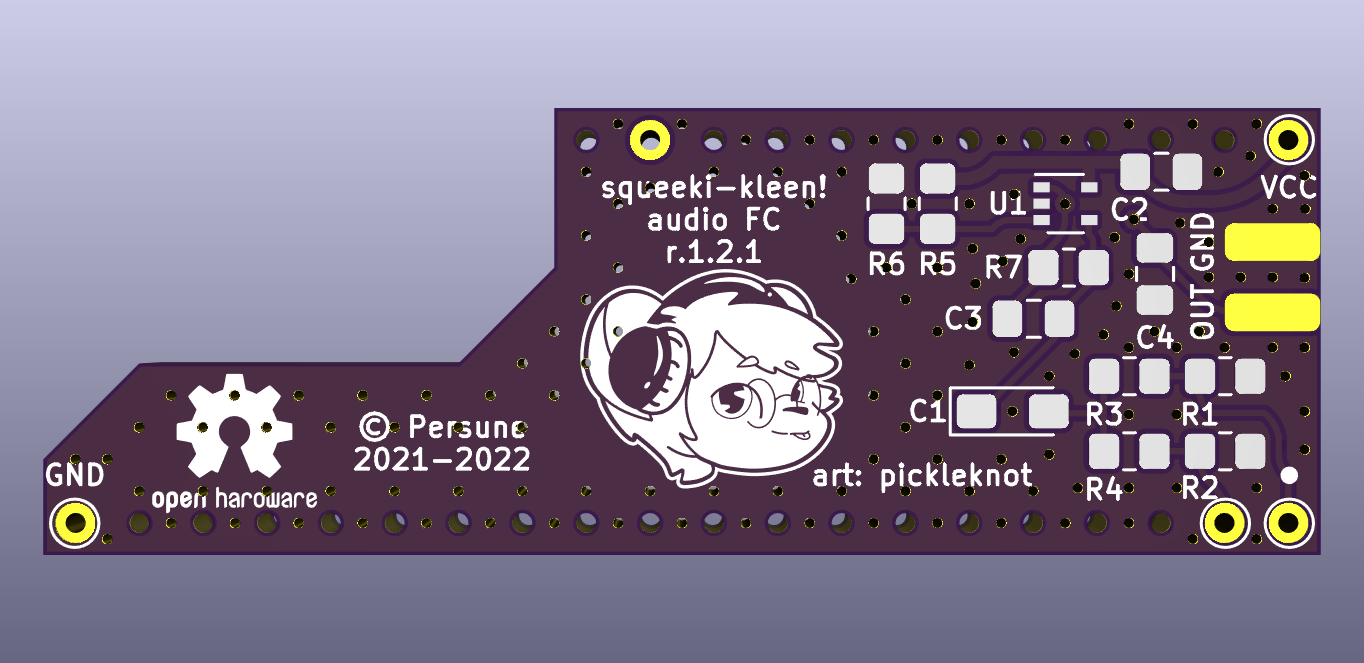 squeeki-kleen!
audio FC
r.1.2.1
VCC
U1
C2
GND
R6 R5
R7
OUT
C3
C4
C1
R3 R1
© Persune
2021-2022
GND
art: pickleknot
R4 R2
open hardware